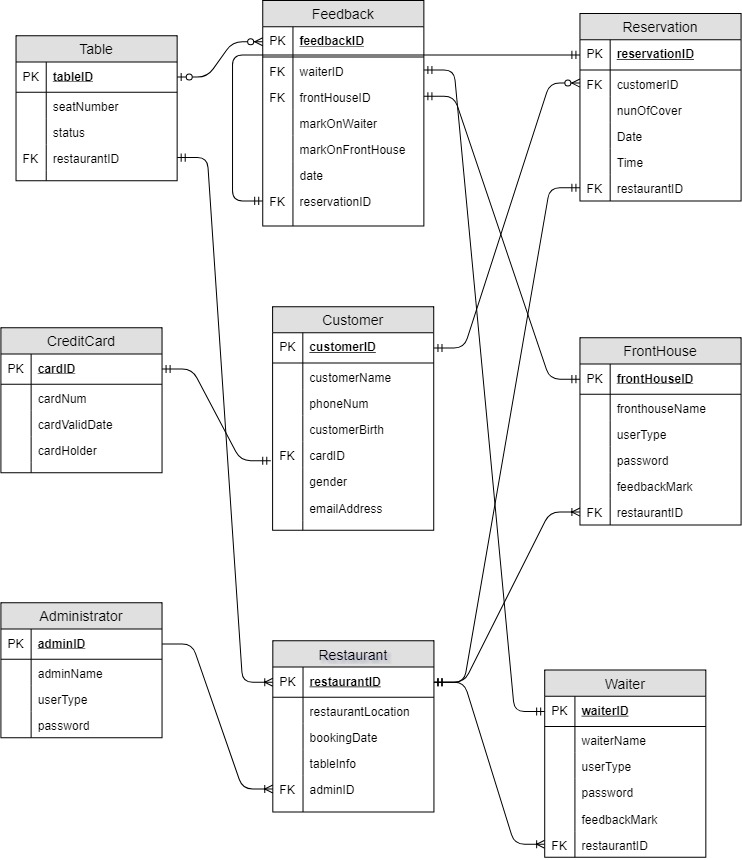 Feedback
PK feedbackID
FK waiterID
FK frontHouseID
markOnWaiter
markOnFrontHouse
date
FK reservationID
Reservation
PK reservationID
FK customerID
nunOfCover
Date
Time
FK restaurantID
Table
PK tableID
seatNumber
status
FK restaurantID
Customer
PK customerID
customerName
phoneNum
customerBirth
FK cardID
gender
emailAddress
CreditCard
PK cardID
cardNum
cardValidDate
cardHolder
FrontHouse
PK frontHouseID
fronthouseName
userType
password
feedbackMark
FK restaurantID
Administrator
PK adminID
adminName
userType
password
Restaurant
PK restaurantID
restaurantLocation
bookingDate
tableInfo
FK adminID
Waiter
PK waiterID
waiterName
userType
password
feedbackMark
FK restaurantID